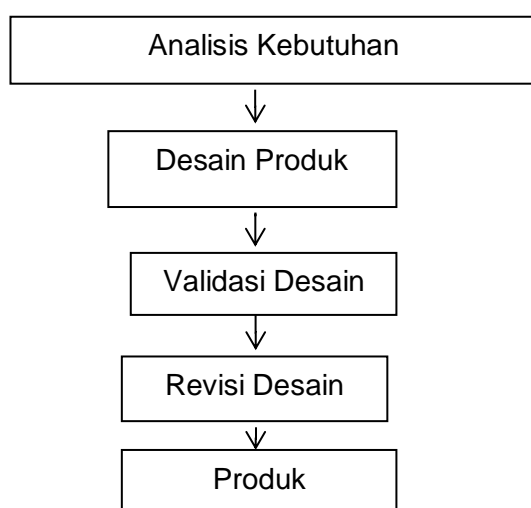 Analisis Kebutuhan
Desain Produk
Validasi Desain
Revisi Desain
Produk